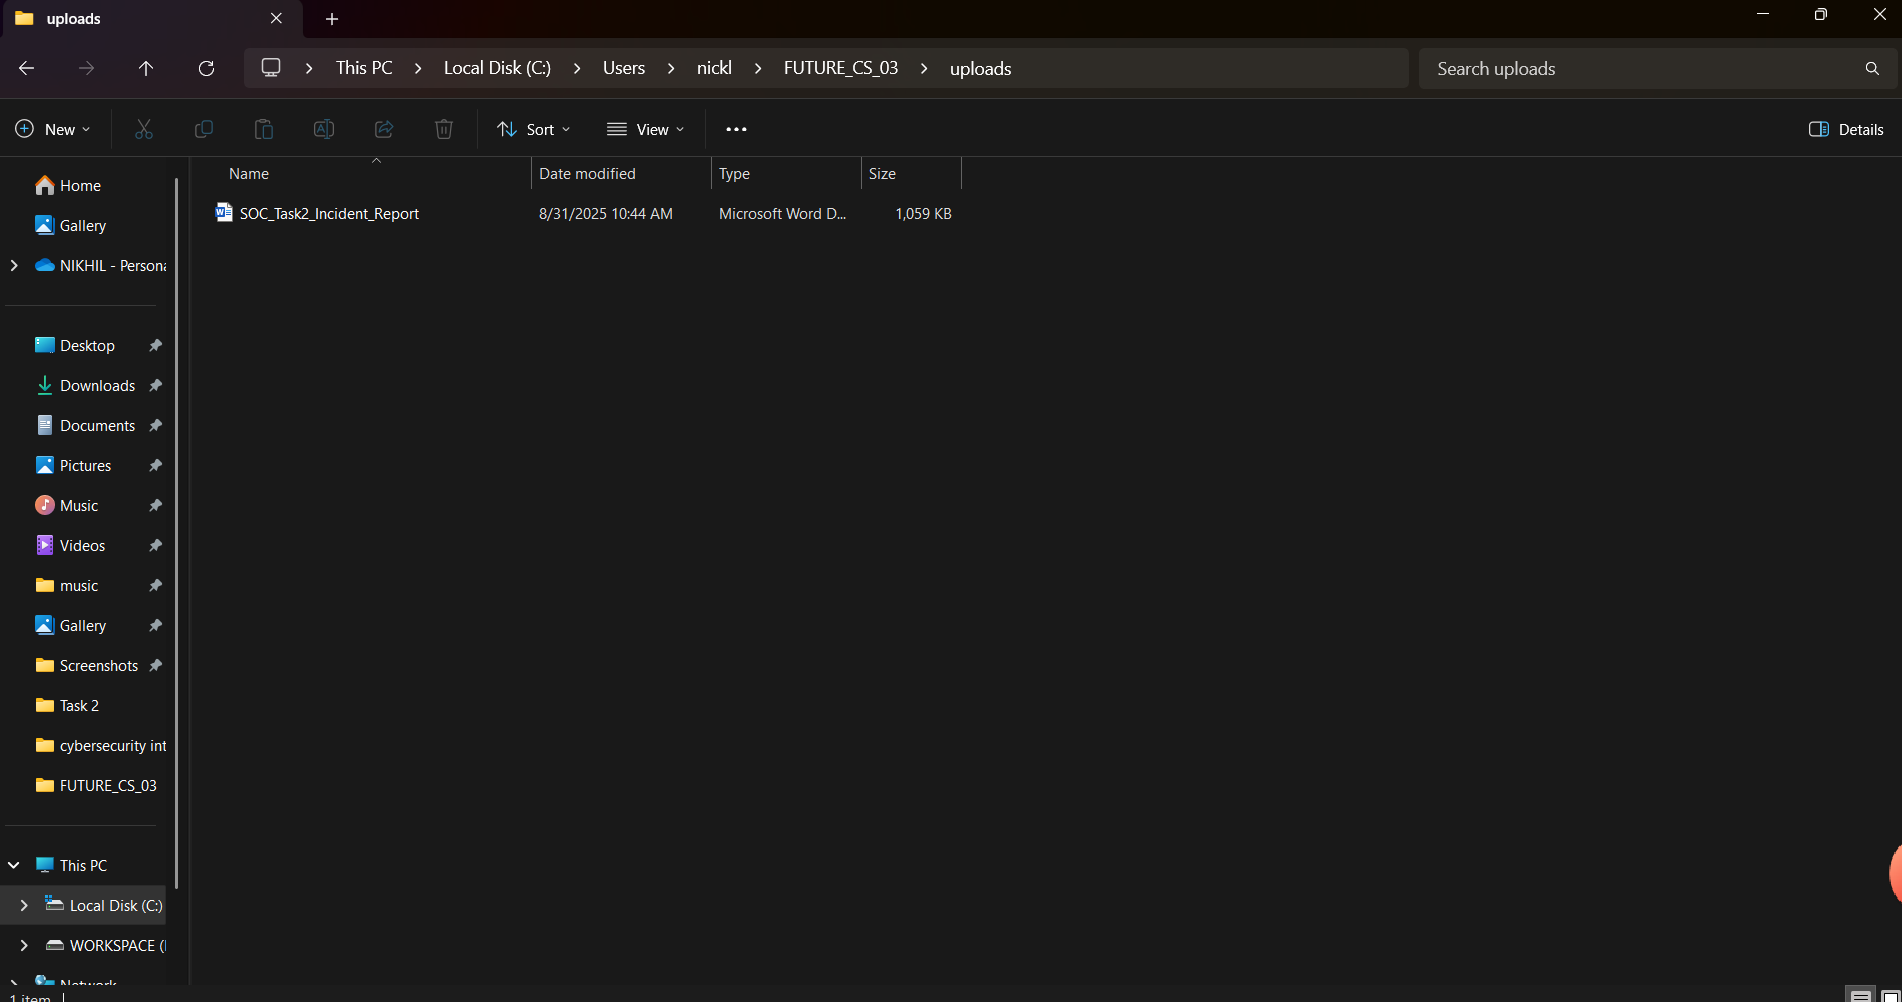 uploads
This PC > Local Disk (C:) > Users > nickl > FUTURE_CS_03 > uploads
Search uploads
New
Sort
View
Details
Name Date modified Type Size
SOC_Task2_Incident_Report 8/31/2025 10:44 AM Microsoft Word D... 1,059 KB
Home
Gallery
NIKHIL - Persona
Desktop
Downloads
Documents
Pictures
Music
Videos
music
Gallery
Screenshots
Task 2
cybersecurity int
FUTURE_CS_03
This PC
Local Disk (C:)
WORKSPACE (
Network
1 item